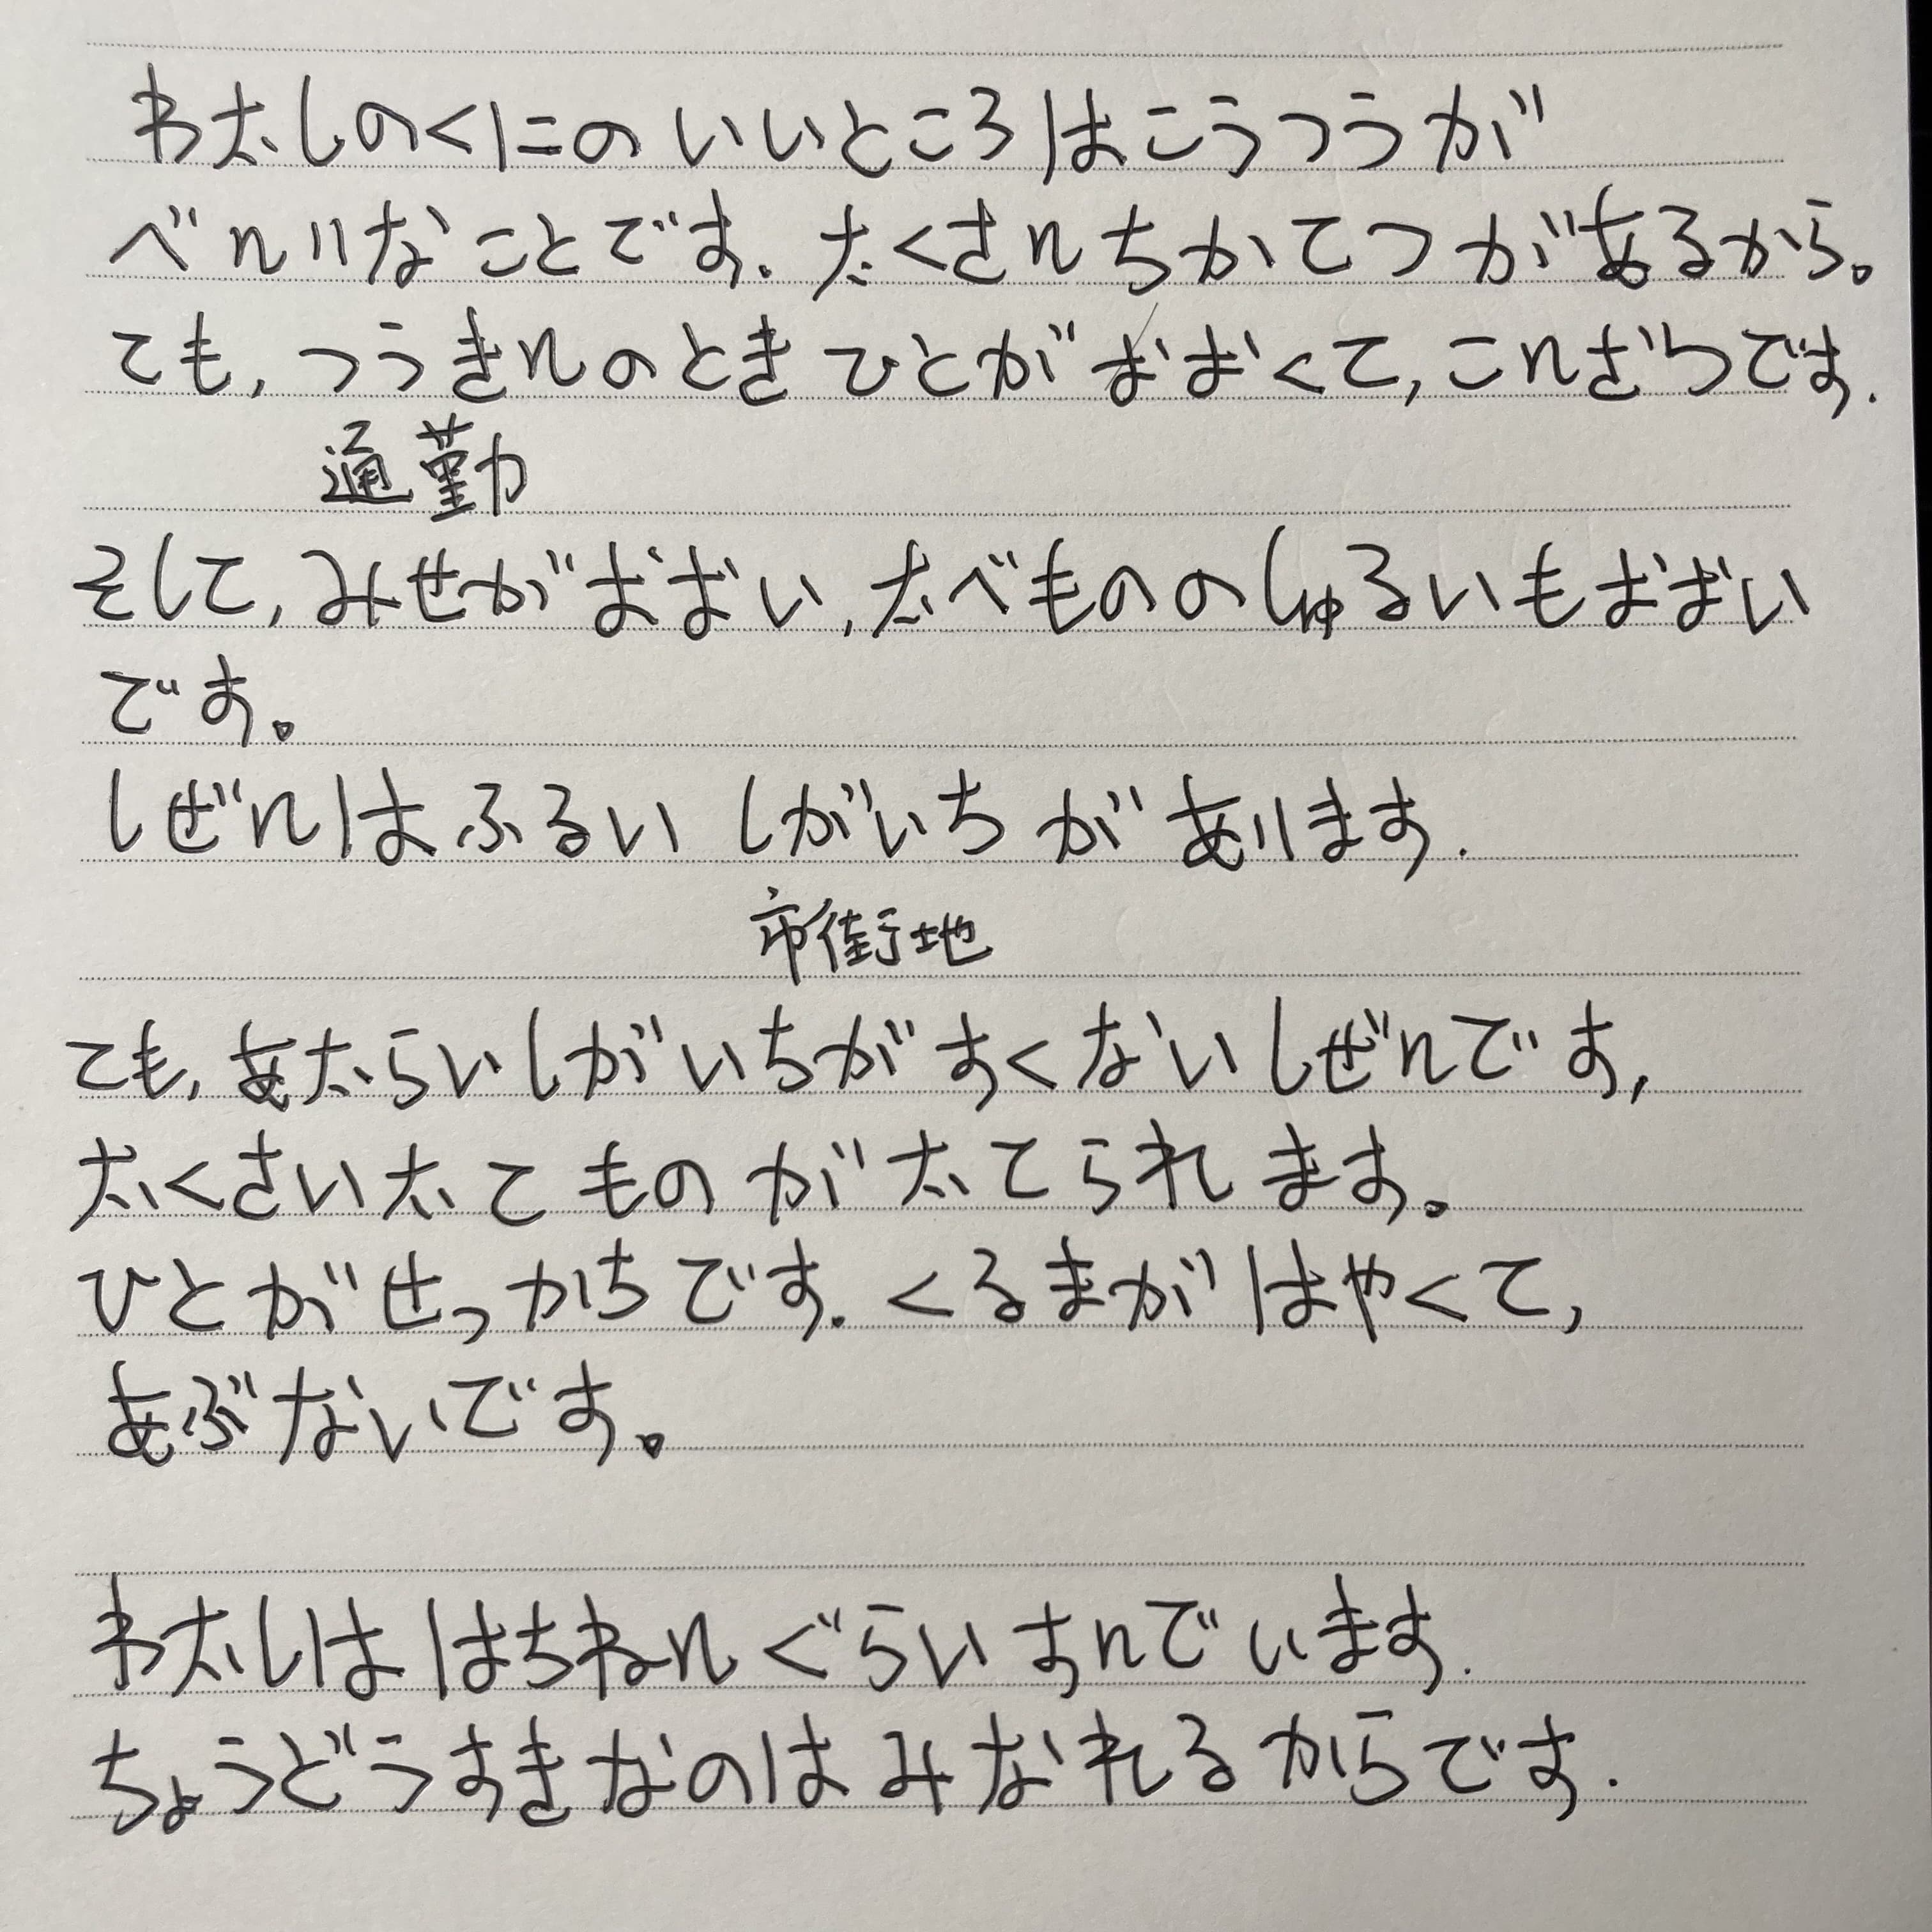 わたしのくにの いいところはこうつうが
べんりなことです. たくさんちかてつがあるから。
ても, つうきんのとき ひとが おおくて, これざつです.
通勤
そして, みせがおおい, たべもののしゅるいもおおい
です。
しぜんはふるい しがいち があります.
市街地
ても, あたらいしがいちがすくないしぜんです,
たくさいたてものがたてられます。
ひとがせっかちです. くるまがはやくて,
あぶないです。
わたしははちねんぐらいすんでいます.
ちょうどうすきなのはみなれるからです.